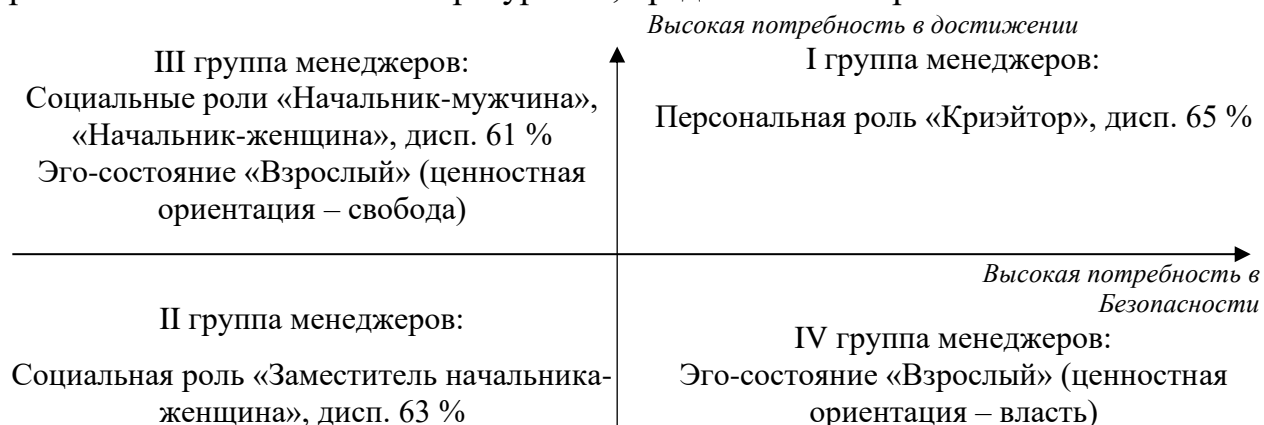 Высокая потребность в достижении
III группа менеджеров:
Социальные роли «Начальник-мужчина»,
«Начальник-женщина», дисп. 61 %
Эго-состояние «Взрослый» (ценностная
ориентация – свобода)
I группа менеджеров:
Персональная роль «Криэйтор», дисп. 65 %
Высокая потребность в
Безопасности
II группа менеджеров:
Социальная роль «Заместитель начальника-
женщина», дисп. 63 %
IV группа менеджеров:
Эго-состояние «Взрослый» (ценностная
ориентация – власть)